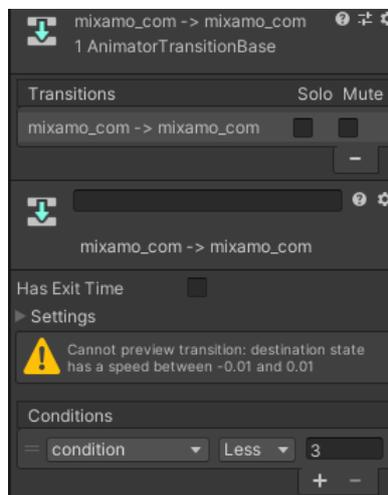 mixamo_com -> mixamo_com
1 AnimatorTransitionBase
Transitions Solo Mute
mixamo_com -> mixamo_com
mixamo_com -> mixamo_com
Has Exit Time
Settings
Cannot preview transition: destination state
has a speed between -0.01 and 0.01
Conditions
condition Less 3